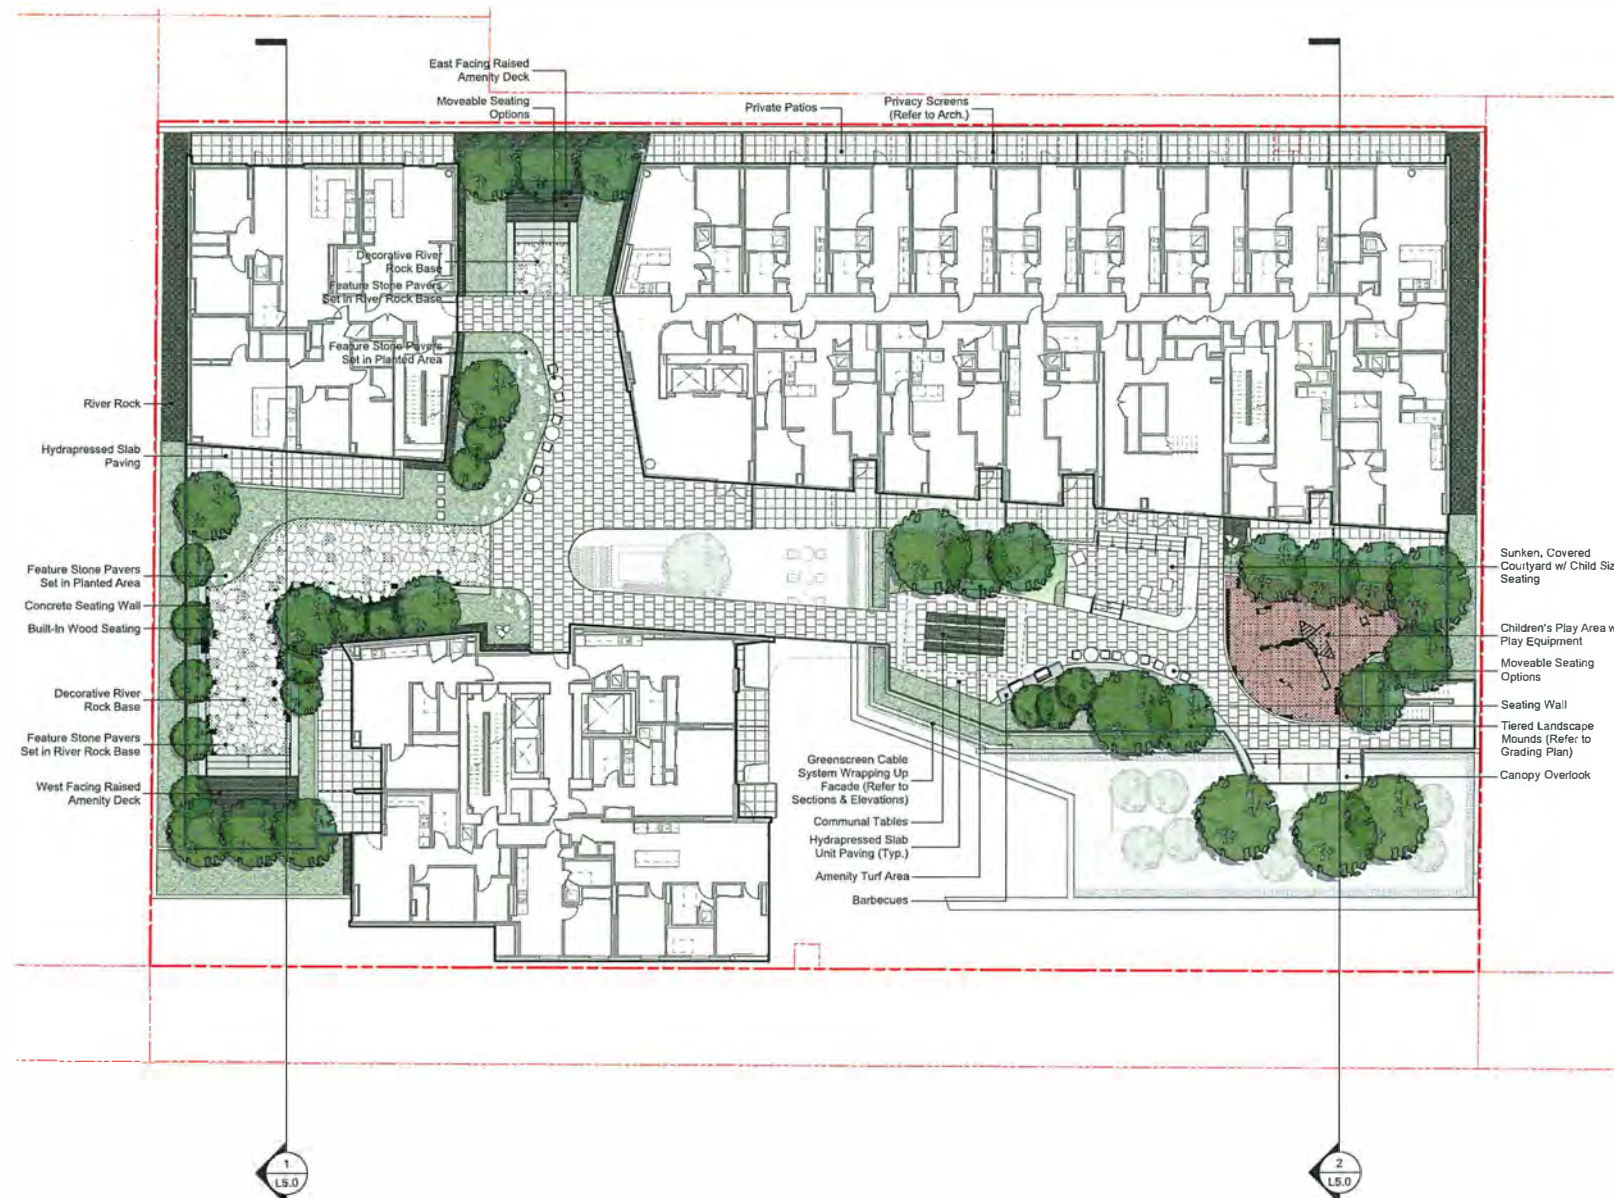 East Facing Raised
Amenity Deck
Moveable Seating
Options
Private Patios
Privacy Screens
(Refer to Arch.)
Decorative River
Rock Base
Feature Stone Pavers
Set in River Rock Base
Feature Stone Pavers
Set in Planted Area
River Rock
Hydrapressed Slab
Paving
Feature Stone Pavers
Set in Planted Area
Concrete Seating Wall
Built-In Wood Seating
Decorative River
Rock Base
Feature Stone Pavers
Set in River Rock Base
West Facing Raised
Amenity Deck
Greenscreen Cable
System Wrapping Up
Facade (Refer to
Sections & Elevations)
Communal Tables
Hydrapressed Slab
Unit Paving (Typ.)
Amenity Turf Area
Barbecues
Sunken, Covered
Courtyard w/ Child Siz
Seating
Children's Play Area w
Play Equipment
Moveable Seating
Options
Seating Wall
Tiered Landscape
Mounds (Refer to
Grading Plan)
Canopy Overlook
1
L5.0
2
L5.0